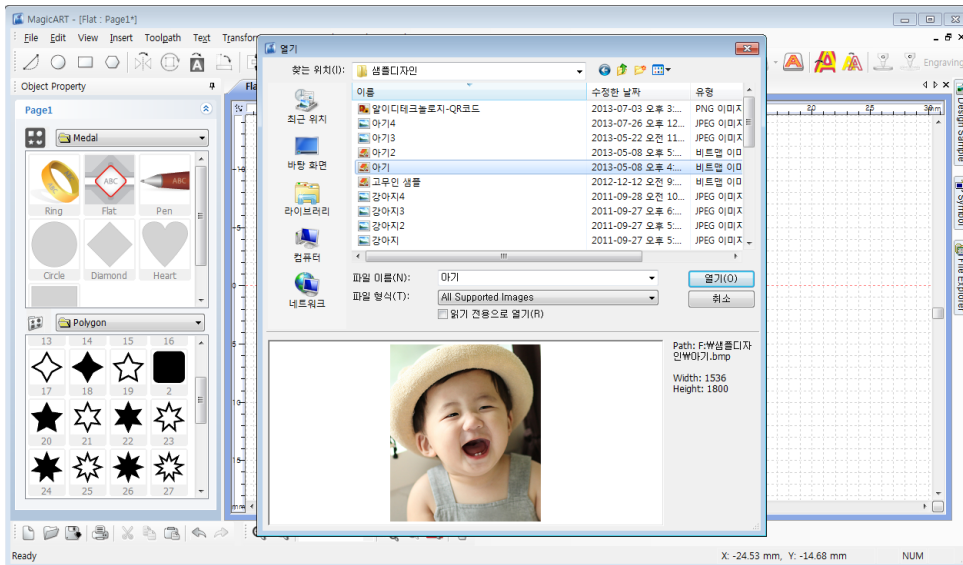 MagicART - [Flat : Page1*]
File Edit View Insert Toolpath Text
Engraving
Object Property
Page1
Medal
ABC
ABC
Ring Flat Pen
Circle Diamond Heart
Polygon
13 14 15 16
17 18 19 2
20 21 22 23
24 25 26 27
열기
찾는 위치(I): 샘플디자인
최근 위치
바탕 화면
라이브러리
컴퓨터
네트워크
이름 수정한 날짜 유형
알이디테크놀로지-QR코드 2013-07-03 오후 3:... PNG 이미지
아기4 2013-07-26 오후 12... JPEG 이미지
아기3 2013-05-22 오전 11... JPEG 이미지
아기2 2013-05-08 오후 5:... 비트맵 이미
아기 2013-05-08 오후 4:... 비트맵 이미
고무인 샘플 2012-12-12 오전 9:... 비트맵 이미
강아지4 2011-09-28 오전 10... JPEG 이미지
강아지3 2011-09-27 오후 6:... JPEG 이미지
강아지2 2011-09-27 오후 5:... JPEG 이미지
강아지 2011-09-27 오후 5:... JPEG 이미지
파일 이름(N): 아기 열기(O)
파일 형식(T): All Supported Images 취소
읽기 전용으로 열기(R)
Path: F:₩샘플디자
인₩아기.bmp
Width: 1536
Height: 1800
20 25 30
Design Sample
Symbol
File Explorer
mm
Ready
X: -24.53 mm, Y: -14.68 mm NUM